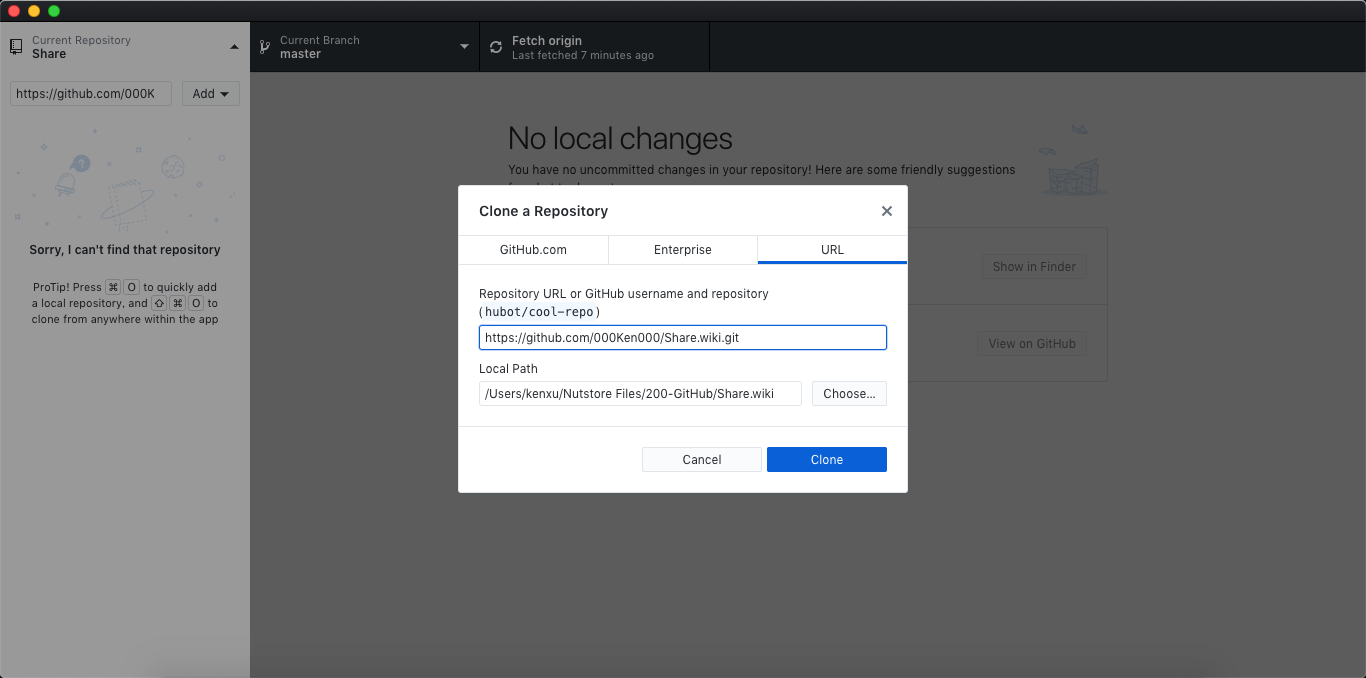 Current Repository
Share
Current Branch
master
Fetch origin
Last fetched 7 minutes ago
https://github.com/000K
Add
Sorry, I can't find that repository
ProTip! Press ⌘ O to quickly add
a local repository, and ⇧ ⌘ O to
clone from anywhere within the app
No local changes
You have no uncommitted changes in your repository! Here are some friendly suggestions
Show in Finder
View on GitHub
Clone a Repository
GitHub.com
Enterprise
URL
Repository URL or GitHub username and repository
(hubot/cool-repo)
https://github.com/000Ken000/Share.wiki.git
Local Path
/Users/kenxu/Nutstore Files/200-GitHub/Share.wiki
Choose...
Cancel
Clone